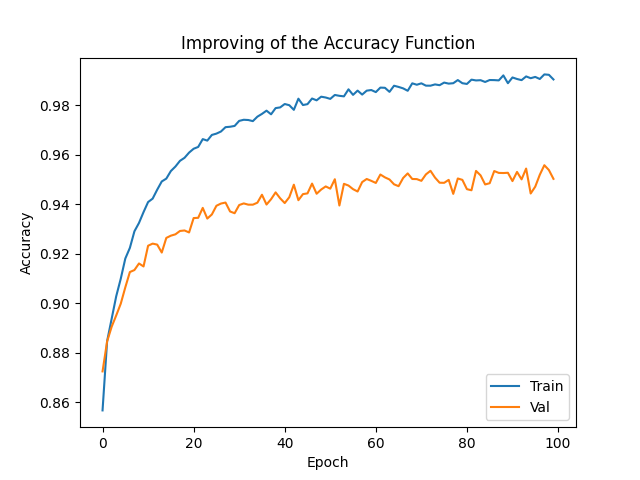 Improving of the Accuracy Function
Accuracy
0.98
0.96
0.94
0.92
0.90
0.88
0.86
Train
Val
0 20 40 60 80 100
Epoch